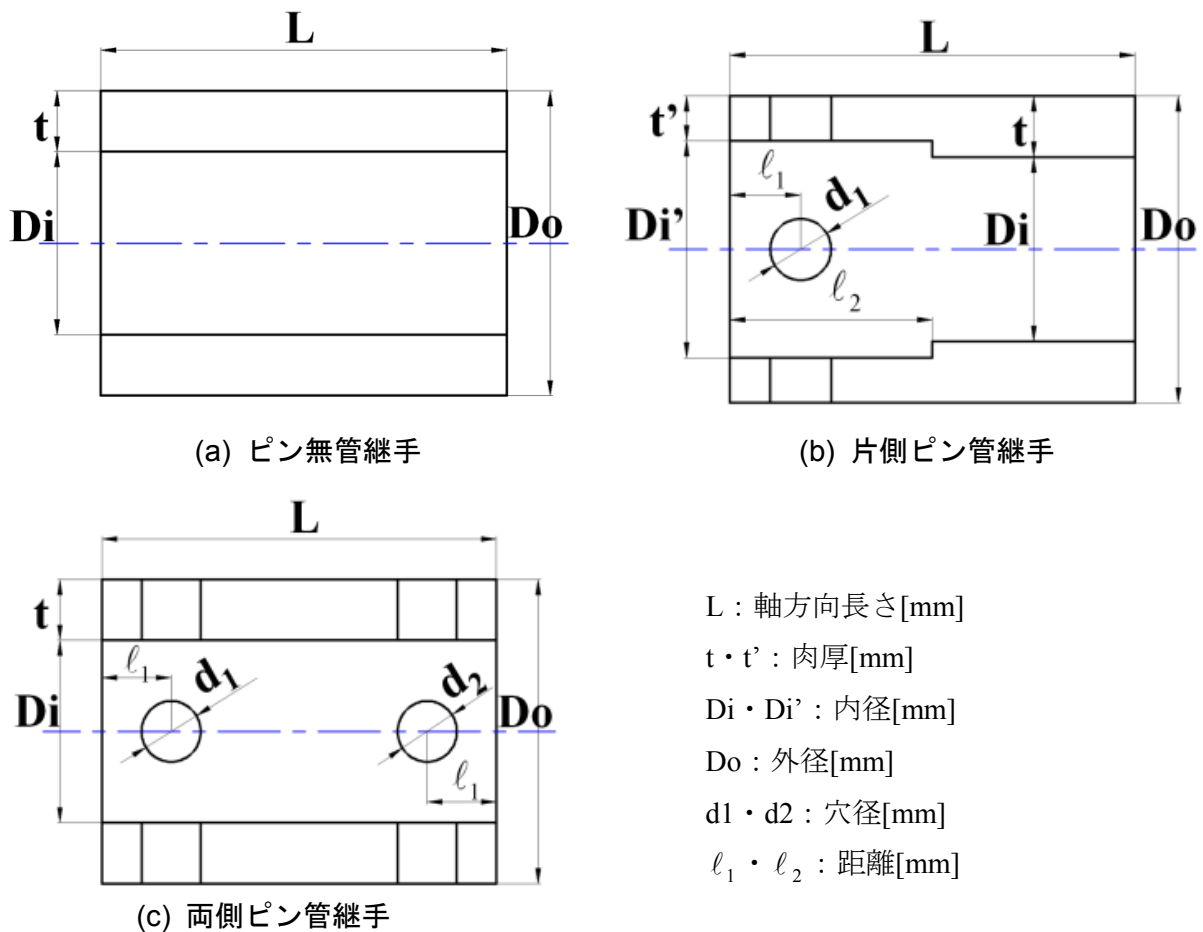 L
t
Di
Do
(a) ピン無管継手
L
t’
t
ℓ1
d1
Di’
Di
Do
ℓ2
(b) 片側ピン管継手
L
t
ℓ1
d1
d2
Di
Do
ℓ1
(c) 両側ピン管継手
L：軸方向長さ[mm]
t・t’：肉厚[mm]
Di・Di’：内径[mm]
Do：外径[mm]
d1・d2：穴径[mm]
ℓ1・ℓ2：距離[mm]